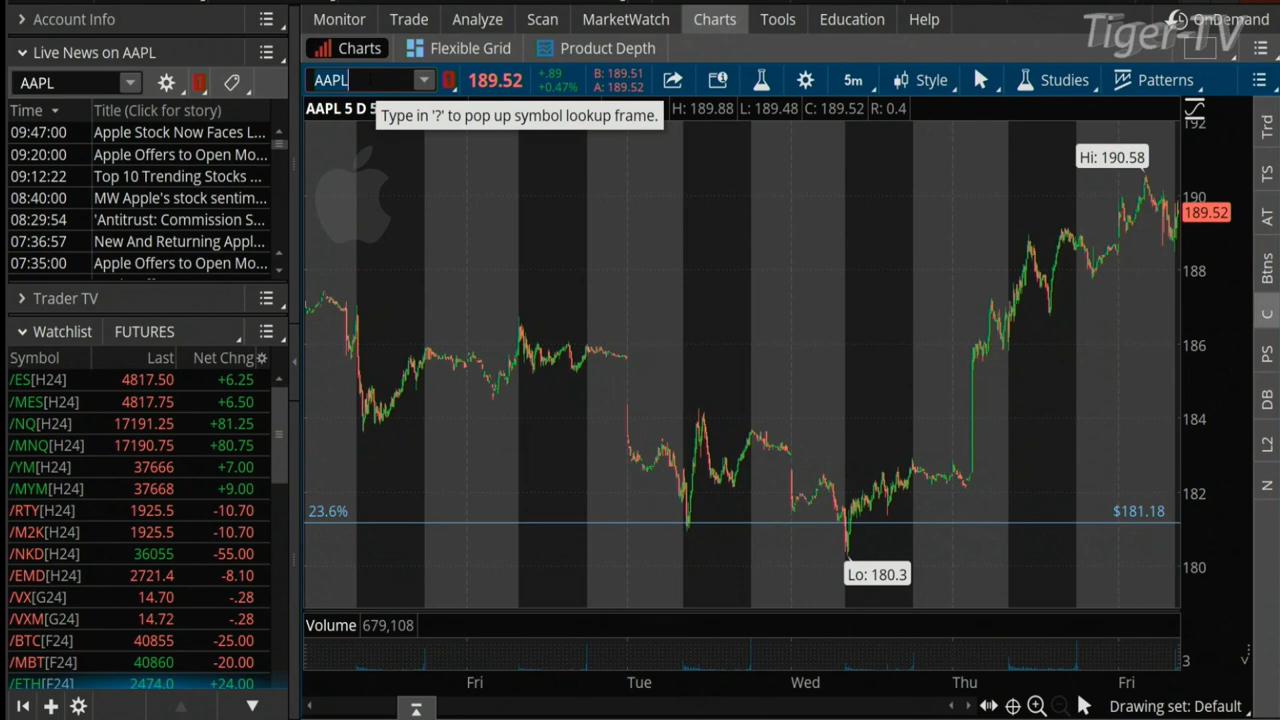 Account Info
Monitor Trade Analyze Scan MarketWatch Charts Tools Education Help OnDemand
Tiger-TV
Live News on AAPL
Charts Flexible Grid Product Depth
AAPL
AAPL 189.52 +.89 +0.47% B: 189.51 A: 189.52 5m Style Studies Patterns
Time Title (Click for story)
AAPL 5 D 5 H: 189.88 L: 189.48 C: 189.52 R: 0.4
Type in '?' to pop up symbol lookup frame.
09:47:00 Apple Stock Now Faces L...
09:20:00 Apple Offers to Open Mo...
09:12:22 Top 10 Trending Stocks ...
08:40:00 MW Apple's stock sentim...
08:29:54 'Antitrust: Commission S...
07:36:57 New And Returning Appl...
07:35:00 Apple Offers to Open Mo...
Trader TV
Watchlist FUTURES
Symbol Last Net Chng
/ES[H24] 4817.50 +6.25
/MES[H24] 4817.75 +6.50
/NQ[H24] 17191.25 +81.25
/MNQ[H24] 17190.75 +80.75
/YM[H24] 37666 +7.00
/MYM[H24] 37668 +9.00
/RTY[H24] 1925.5 -10.70
/M2K[H24] 1925.5 -10.70
/NKD[H24] 36055 -55.00
/EMD[H24] 2721.4 -8.10
/VX[G24] 14.70 -.28
/VXM[G24] 14.72 -.28
/BTC[F24] 40855 -25.00
/MBT[F24] 40860 -20.00
/ETH[F24] 2474.0 +24.00
192
Hi: 190.58
190
189.52
188
186
184
182
23.6% $181.18
180
Lo: 180.3
Volume 679,108
3
Fri Tue Wed Thu Fri
Drawing set: Default
Trd
TS
AT
Btns
C
PS
DB
L2
N